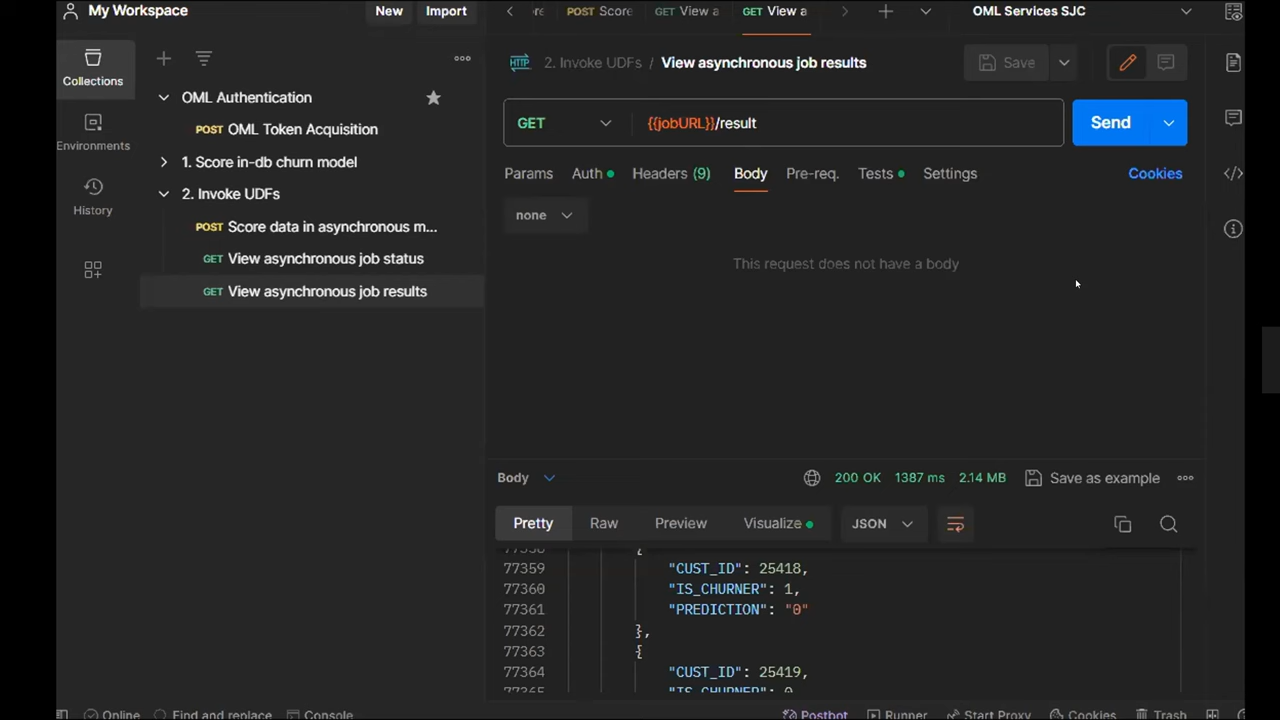 My Workspace
New
Import
POST Score
GET View a
GET View a
OML Services SJC
Collections
Environments
History
OML Authentication
POST OML Token Acquisition
1. Score in-db churn model
2. Invoke UDFs
POST Score data in asynchronous m...
GET View asynchronous job status
GET View asynchronous job results
HTTP 2. Invoke UDFs / View asynchronous job results
Save
GET
{{jobURL}}/result
Send
Params Auth Headers (9) Body Pre-req. Tests Settings Cookies
none
This request does not have a body
Body
200 OK 1387 ms 2.14 MB Save as example
Pretty Raw Preview Visualize JSON
77358 {
77359 "CUST_ID": 25418,
77360 "IS_CHURNER": 1,
77361 "PREDICTION": "0"
77362 },
77363 {
77364 "CUST_ID": 25419,
77365 "IS_CHURNER": 0
Online Find and replace Console Postbot Runner Start Proxy Cookies Trash